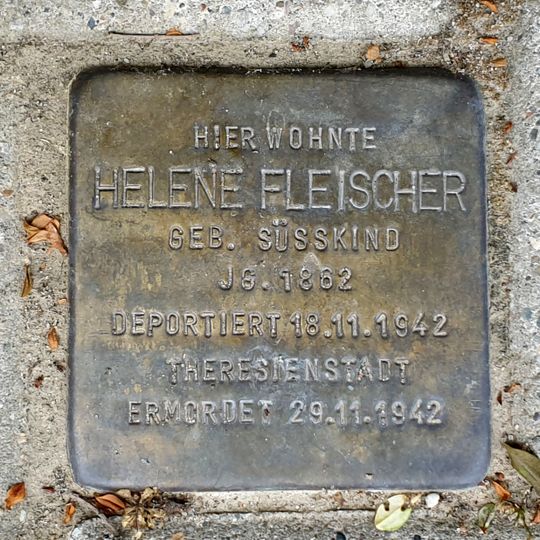 HIER WOHNTE
HELENE FLEISCHER
GEB. SÜSSKIND
JG. 1862
DEPORTIERT 18.11.1942
THERESIENSTADT
ERMORDET 29.11.1942